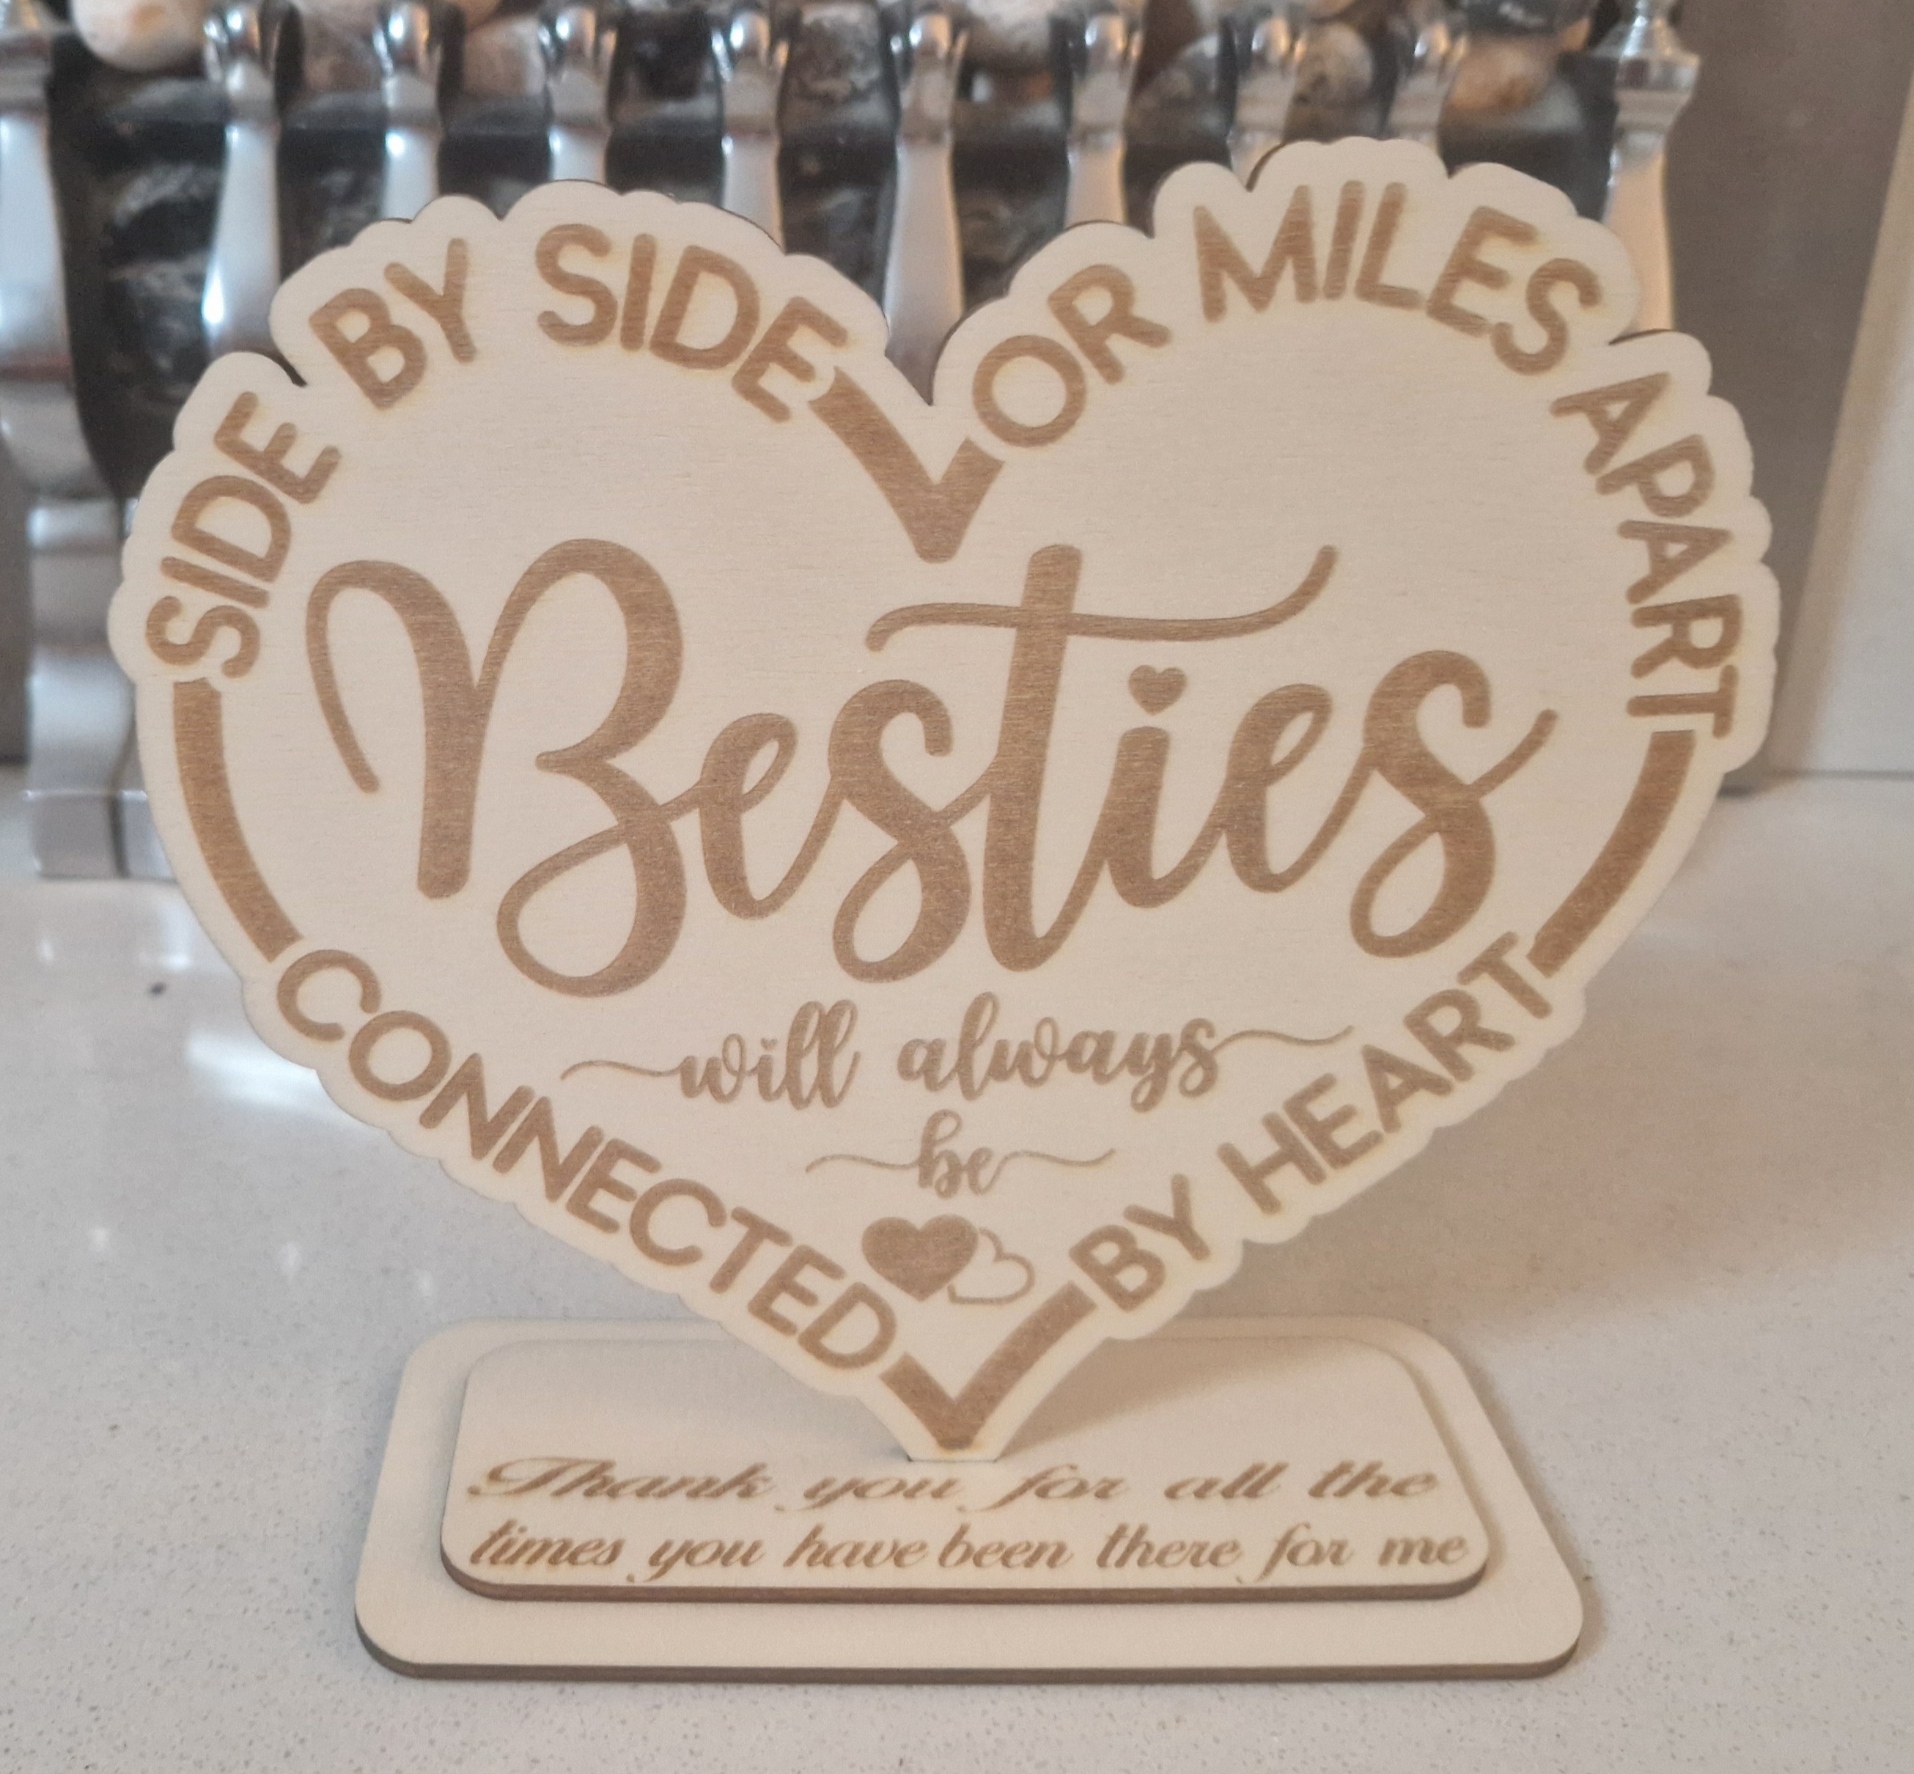 SIDE BY SIDE OR MILES APART
Besties
will always
be
CONNECTED BY HEART
Thank you for all the
times you have been there for me